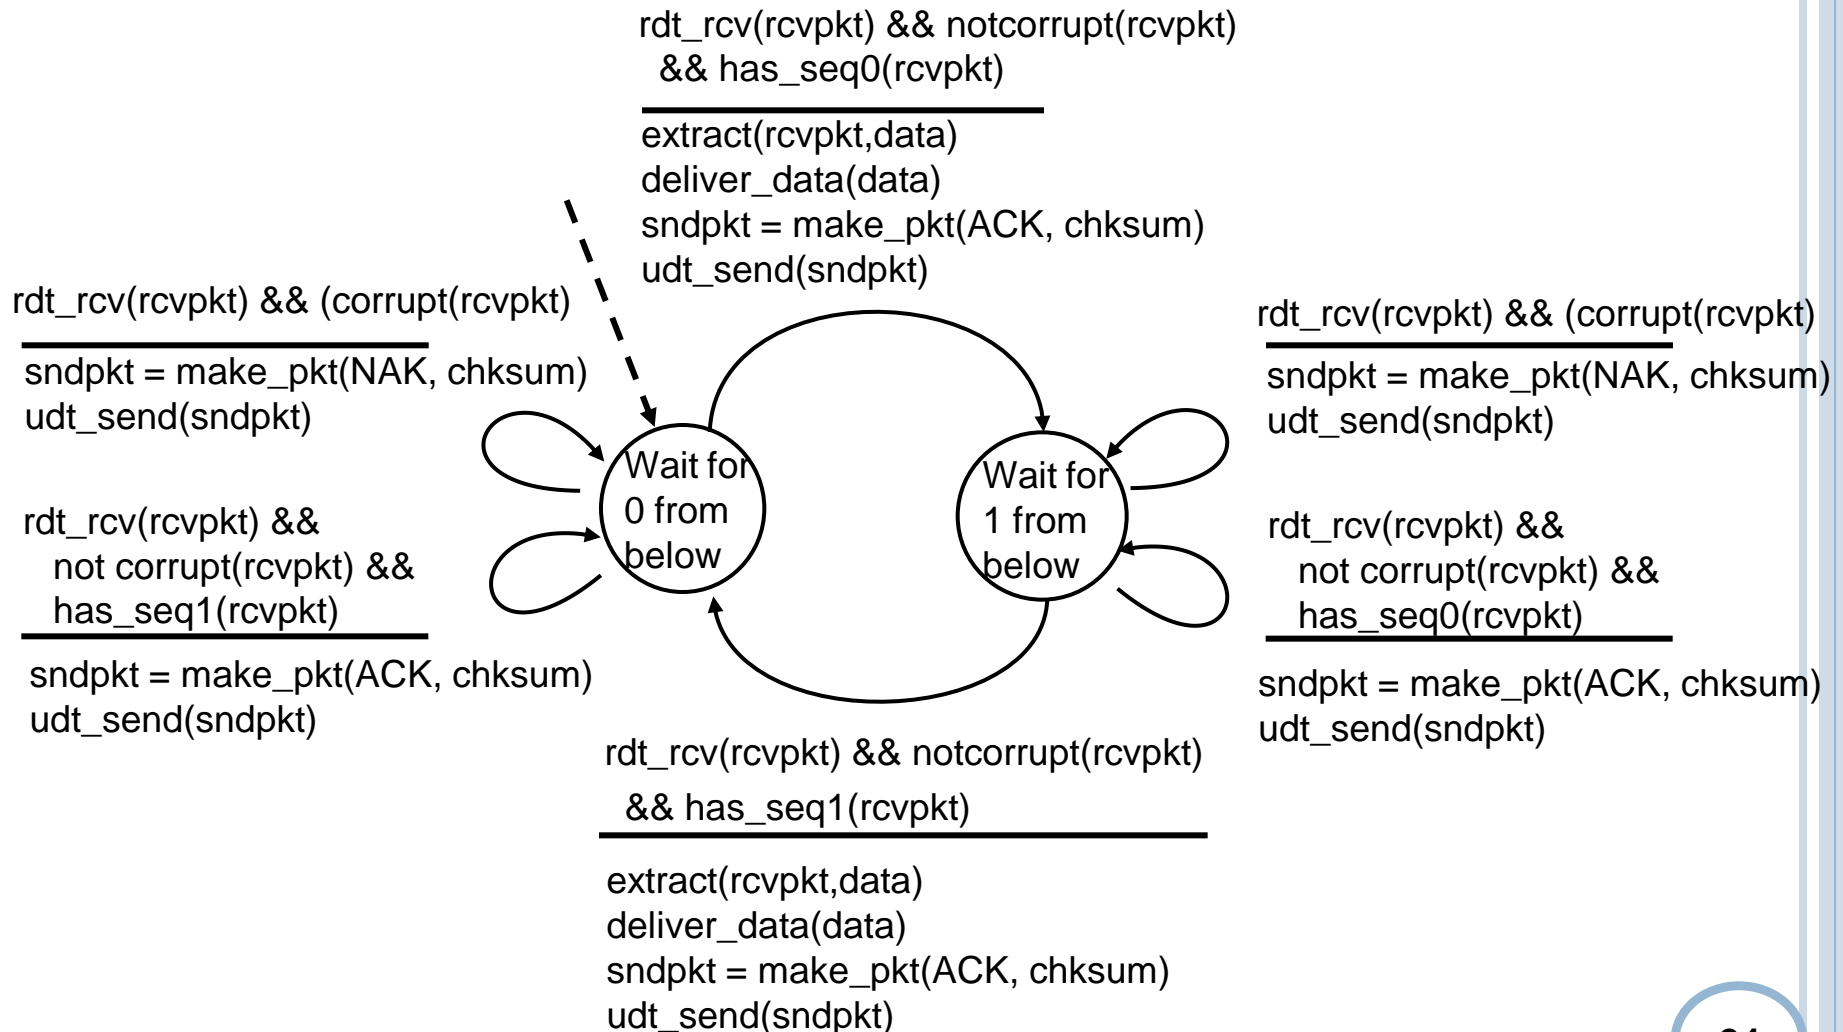 rdt_rcv(rcvpkt) && notcorrupt(rcvpkt)
&& has_seq0(rcvpkt)
extract(rcvpkt,data)
deliver_data(data)
sndpkt = make_pkt(ACK, chksum)
udt_send(sndpkt)
rdt_rcv(rcvpkt) && (corrupt(rcvpkt)
sndpkt = make_pkt(NAK, chksum)
udt_send(sndpkt)
rdt_rcv(rcvpkt) &&
not corrupt(rcvpkt) &&
has_seq1(rcvpkt)
sndpkt = make_pkt(ACK, chksum)
udt_send(sndpkt)
Wait for
0 from
below
Wait for
1 from
below
rdt_rcv(rcvpkt) && (corrupt(rcvpkt)
sndpkt = make_pkt(NAK, chksum)
udt_send(sndpkt)
rdt_rcv(rcvpkt) &&
not corrupt(rcvpkt) &&
has_seq0(rcvpkt)
sndpkt = make_pkt(ACK, chksum)
udt_send(sndpkt)
rdt_rcv(rcvpkt) && notcorrupt(rcvpkt)
&& has_seq1(rcvpkt)
extract(rcvpkt,data)
deliver_data(data)
sndpkt = make_pkt(ACK, chksum)
udt_send(sndpkt)